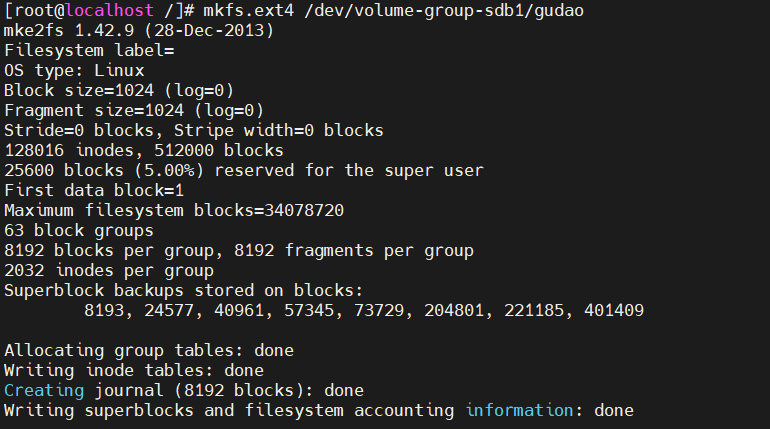 [root@localhost /]# mkfs.ext4 /dev/volume-group-sdb1/gudao
mke2fs 1.42.9 (28-Dec-2013)
Filesystem label=
OS type: Linux
Block size=1024 (log=0)
Fragment size=1024 (log=0)
Stride=0 blocks, Stripe width=0 blocks
128016 inodes, 512000 blocks
25600 blocks (5.00%) reserved for the super user
First data block=1
Maximum filesystem blocks=34078720
63 block groups
8192 blocks per group, 8192 fragments per group
2032 inodes per group
Superblock backups stored on blocks:
        8193, 24577, 40961, 57345, 73729, 204801, 221185, 401409

Allocating group tables: done
Writing inode tables: done
Creating journal (8192 blocks): done
Writing superblocks and filesystem accounting information: done